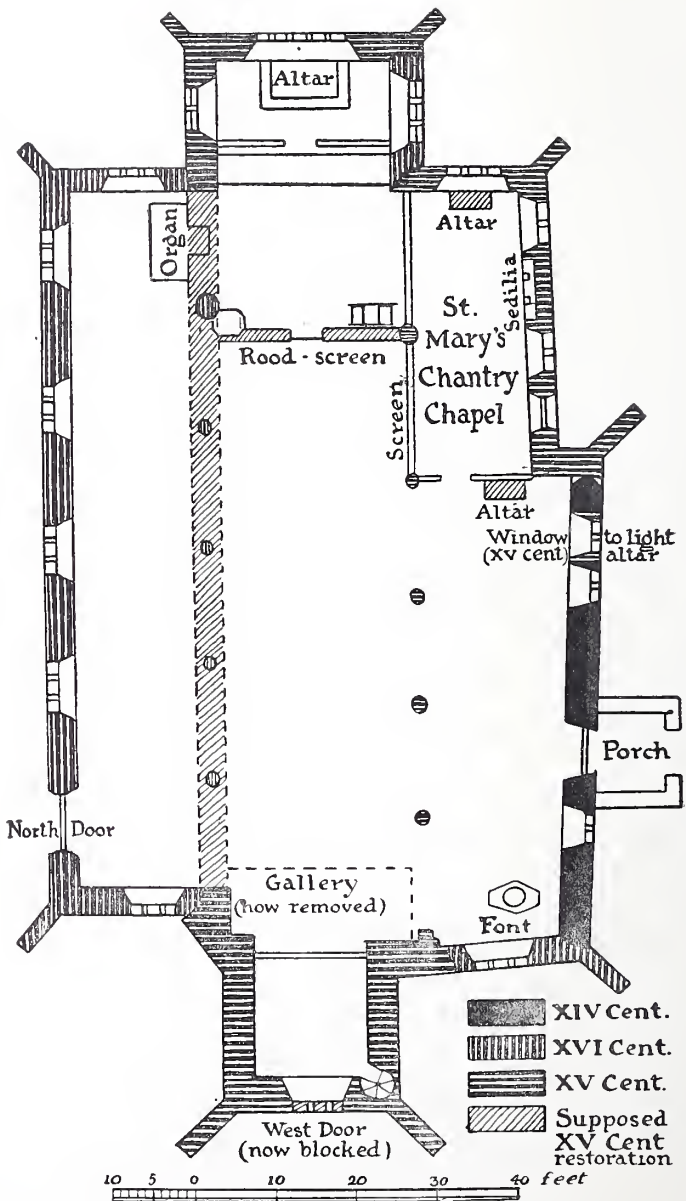 Altar
Organ
Altar
Sedilia
St.
Mary's
Chantry
Chapel
Rood-screen
Screen
Altar
Window to light
(XV cent) altar
Porch
North Door
Gallery
(now removed)
Font
XIV Cent.
XVI Cent.
XV Cent.
Supposed
XV Cent
restoration
West Door
(now blocked)
10 5 0 10 20 30 40 feet